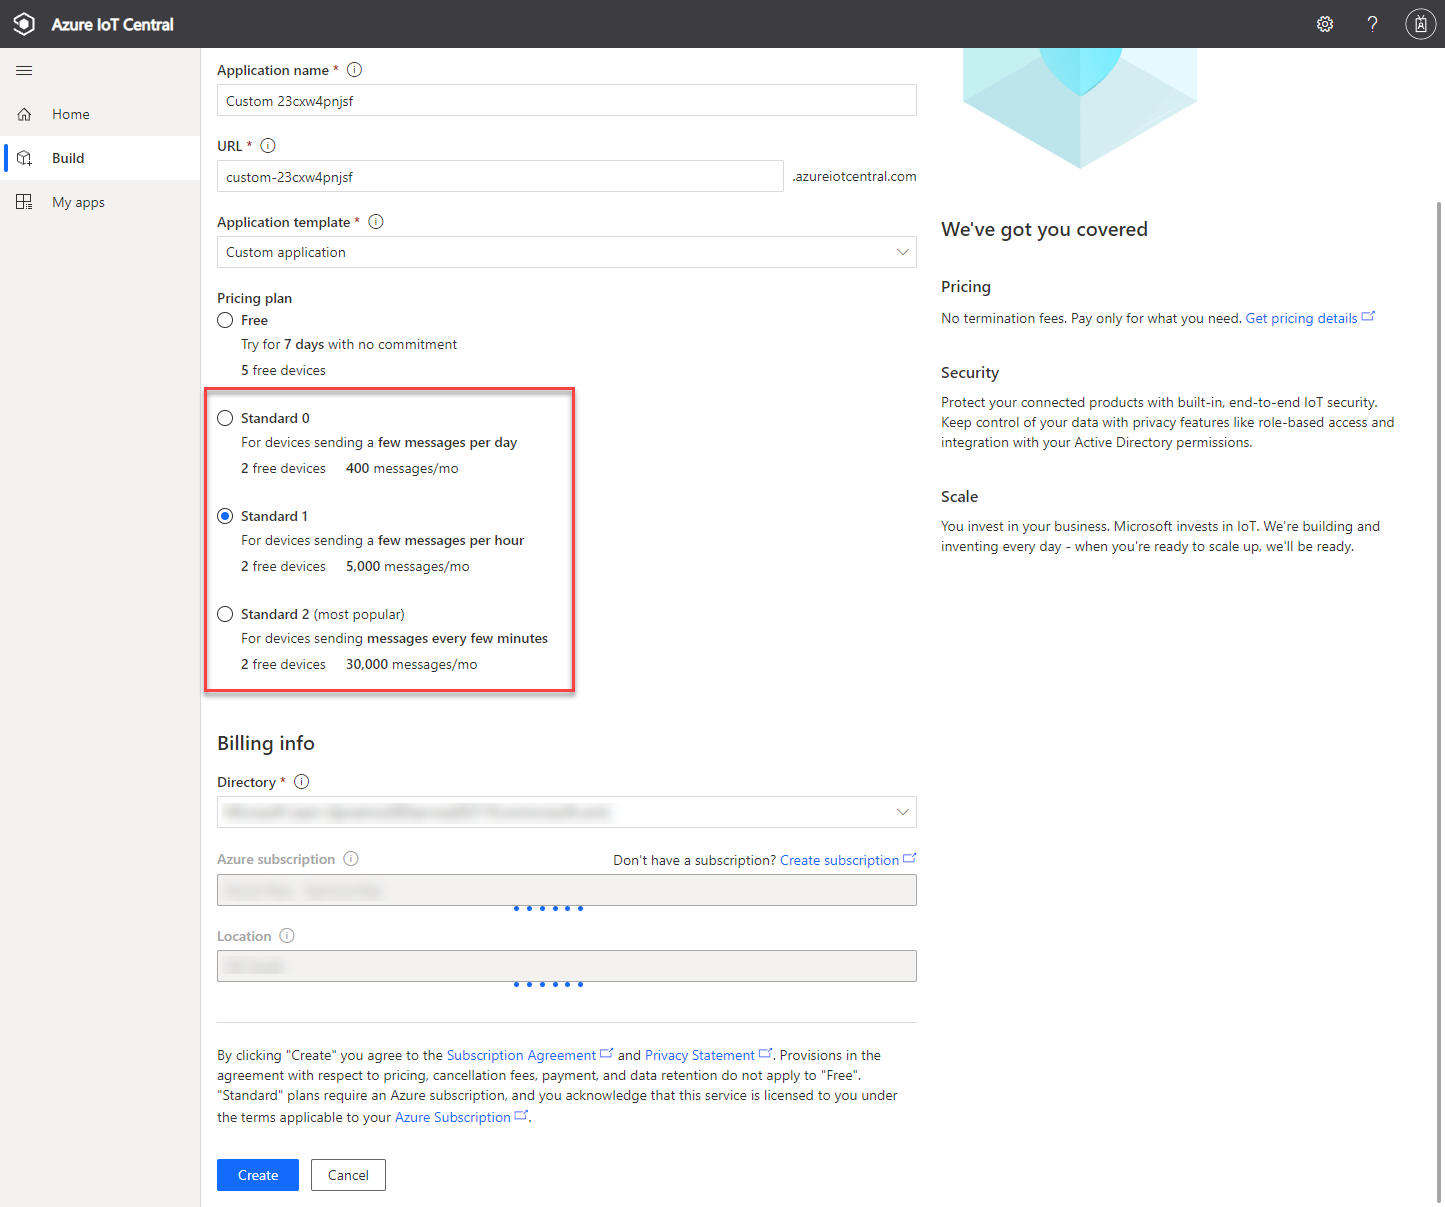 Azure IoT Central
Home
Build
My apps
Application name *
Custom 23cxw4pnjsf
URL *
custom-23cxw4pnjsf
.azureiotcentral.com
Application template *
Custom application
Pricing plan
Free
Try for 7 days with no commitment
5 free devices
Standard 0
For devices sending a few messages per day
2 free devices 400 messages/mo
Standard 1
For devices sending a few messages per hour
2 free devices 5,000 messages/mo
Standard 2 (most popular)
For devices sending messages every few minutes
2 free devices 30,000 messages/mo
Billing info
Directory *
Azure subscription
Don't have a subscription? Create subscription
Location
By clicking "Create" you agree to the Subscription Agreement and Privacy Statement. Provisions in the
agreement with respect to pricing, cancellation fees, payment, and data retention do not apply to "Free".
"Standard" plans require an Azure subscription, and you acknowledge that this service is licensed to you under
the terms applicable to your Azure Subscription.
Create
Cancel
We've got you covered
Pricing
No termination fees. Pay only for what you need. Get pricing details
Security
Protect your connected products with built-in, end-to-end IoT security.
Keep control of your data with privacy features like role-based access and
integration with your Active Directory permissions.
Scale
You invest in your business. Microsoft invests in IoT. We're building and
inventing every day - when you're ready to scale up, we'll be ready.